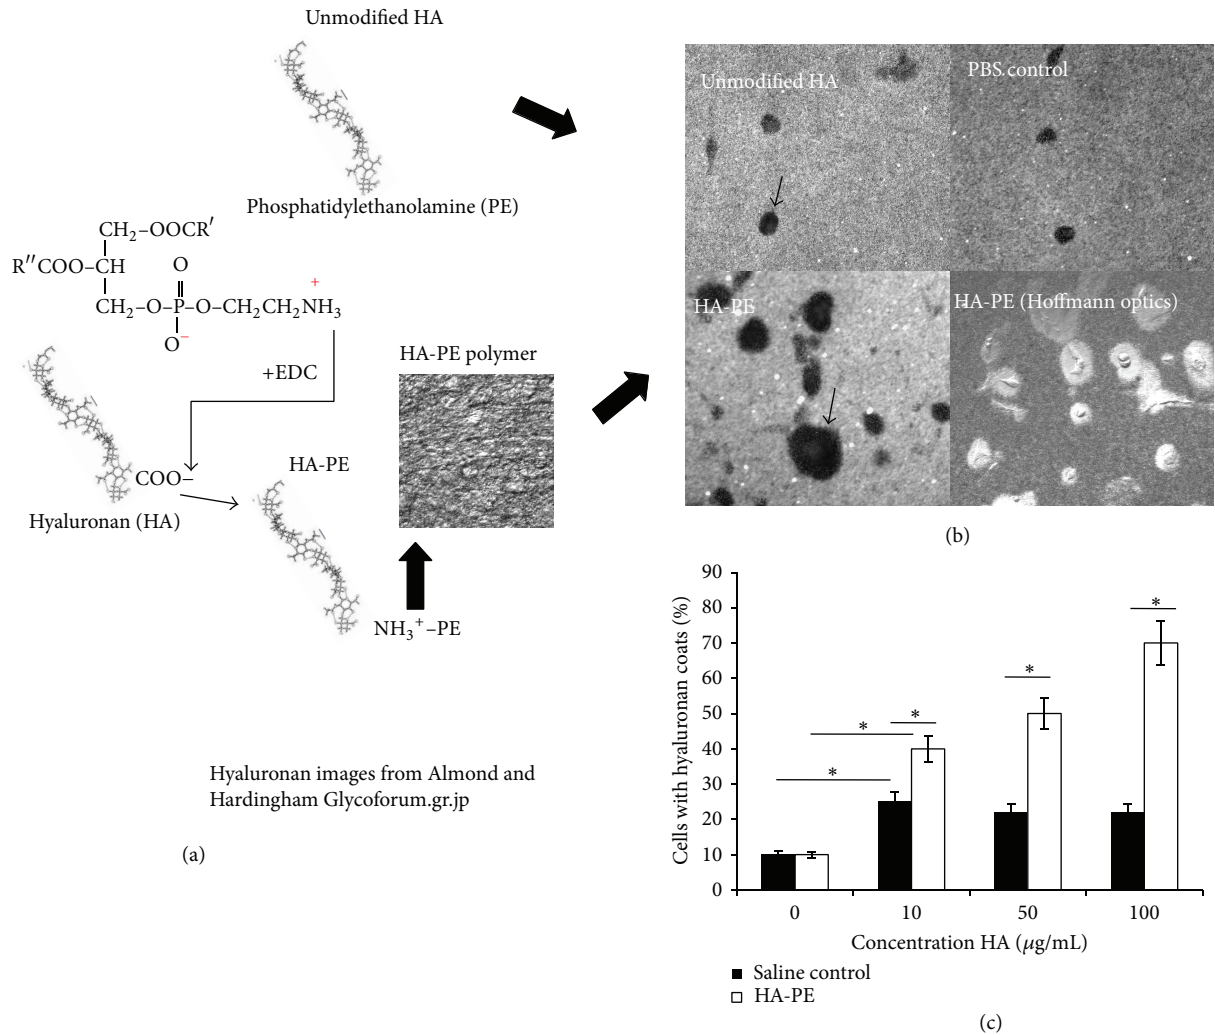 Unmodified HA
Phosphatidylethanolamine (PE)
CH₂–OOCR′
R″COO–CH
O
CH₂–O–P–O–CH₂CH₂NH₃
+
O
−
+EDC
COO–
Hyaluronan (HA)
HA-PE
HA-PE polymer
NH₃⁺–PE
Hyaluronan images from Almond and
Hardingham Glycoforum.gr.jp
(a)
Unmodified HA
PBS control
HA-PE
HA-PE (Hoffmann optics)
(b)
Cells with hyaluronan coats (%)
90
80
70
60
50
40
30
20
10
0
* * * * *
0 10 50 100
Concentration HA (μg/mL)
Saline control
HA-PE
(c)